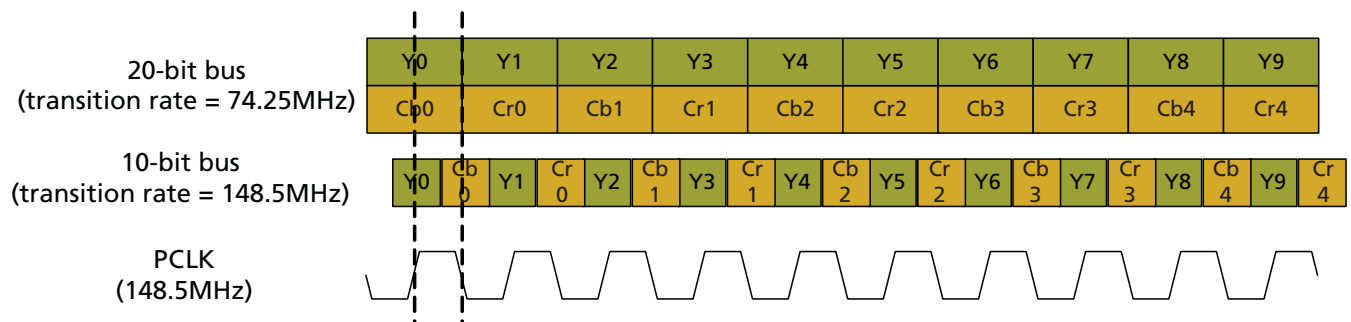 20-bit bus
(transition rate = 74.25MHz)
Y0 Y1 Y2 Y3 Y4 Y5 Y6 Y7 Y8 Y9
Cb0 Cr0 Cb1 Cr1 Cb2 Cr2 Cb3 Cr3 Cb4 Cr4
10-bit bus
(transition rate = 148.5MHz)
Y0 Cb 0 Y1 Cr 0 Y2 Cb 1 Y3 Cr 1 Y4 Cb 2 Y5 Cr 2 Y6 Cb 3 Y7 Cr 3 Y8 Cb 4 Y9 Cr 4
PCLK
(148.5MHz)